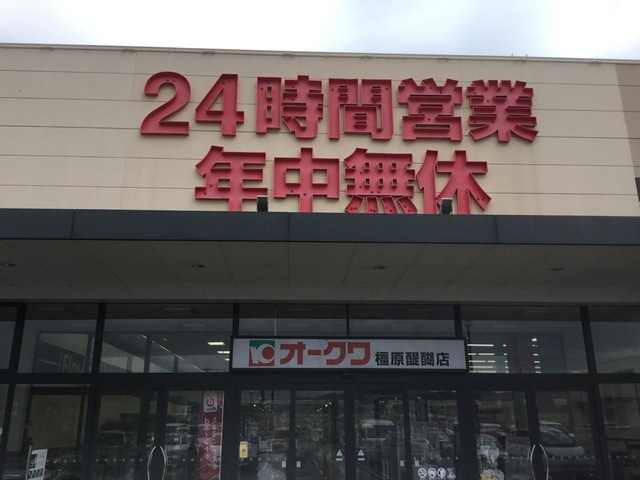 24時間営業
年中無休
オークワ 橿原醍醐店
Flo